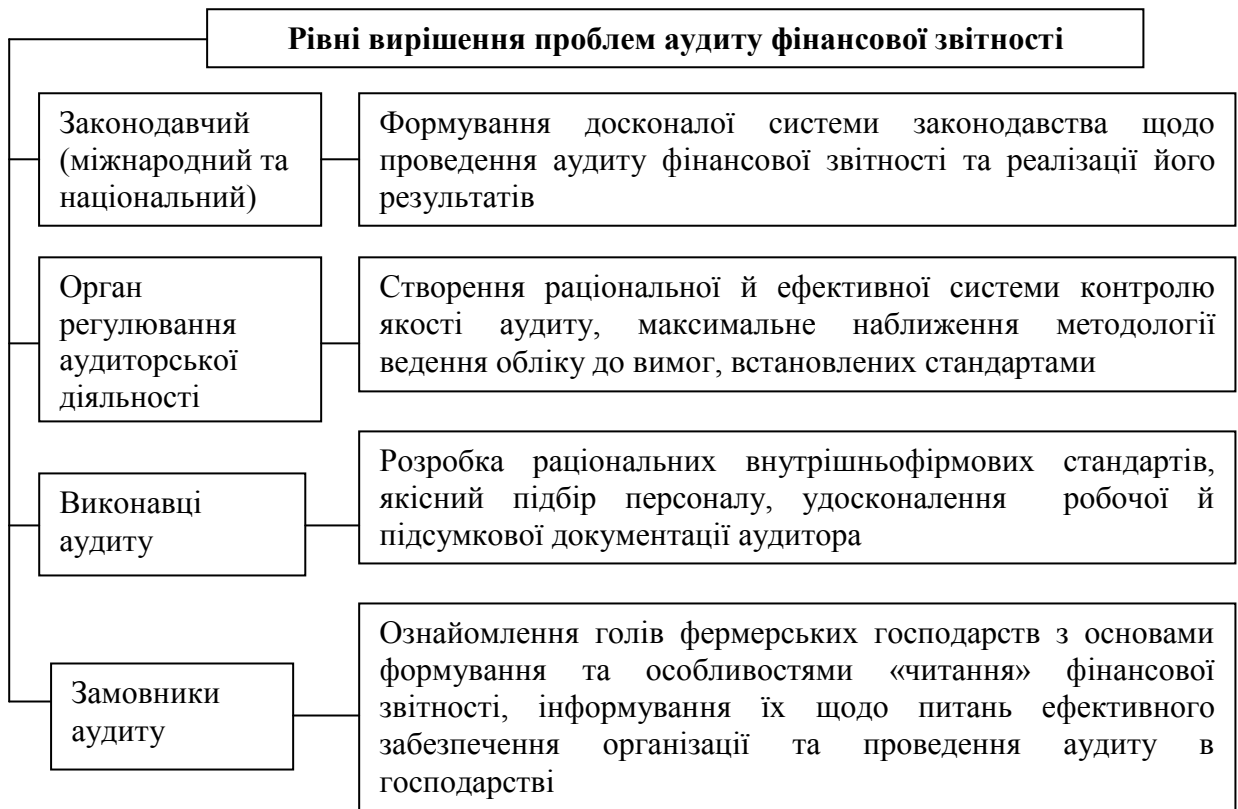 Рівні вирішення проблем аудиту фінансової звітності
Законодавчий
(міжнародний та
національний)
Формування досконалої системи законодавства щодо
проведення аудиту фінансової звітності та реалізації його
результатів
Орган
регулювання
аудиторської
діяльності
Створення раціональної й ефективної системи контролю
якості аудиту, максимальне наближення методології
ведення обліку до вимог, встановлених стандартами
Виконавці
аудиту
Розробка раціональних внутрішньофірмових стандартів,
якісний підбір персоналу, удосконалення робочої й
підсумкової документації аудитора
Замовники
аудиту
Ознайомлення голів фермерських господарств з основами
формування та особливостями «читання» фінансової
звітності, інформування їх щодо питань ефективного
забезпечення організації та проведення аудиту в
господарстві